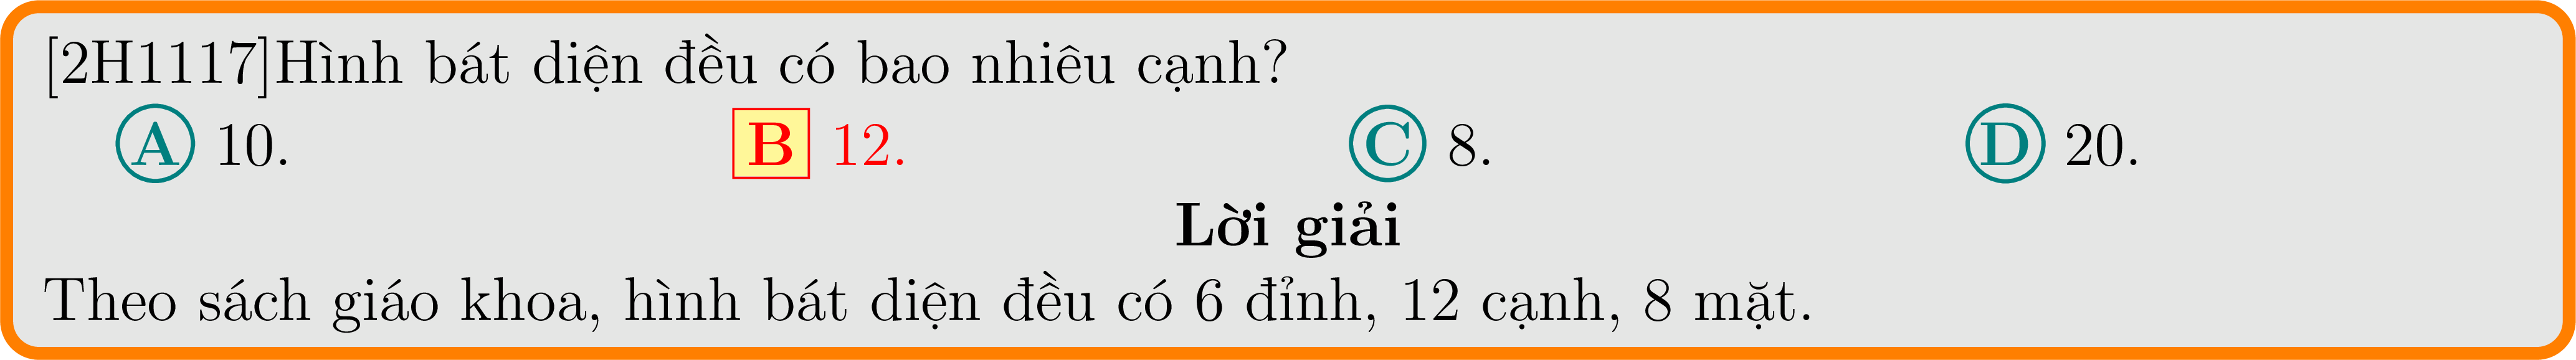 [2H1117]Hình bát diện đều có bao nhiêu cạnh?
A 10. B 12. C 8. D 20.
Lời giải
Theo sách giáo khoa, hình bát diện đều có 6 đỉnh, 12 cạnh, 8 mặt.